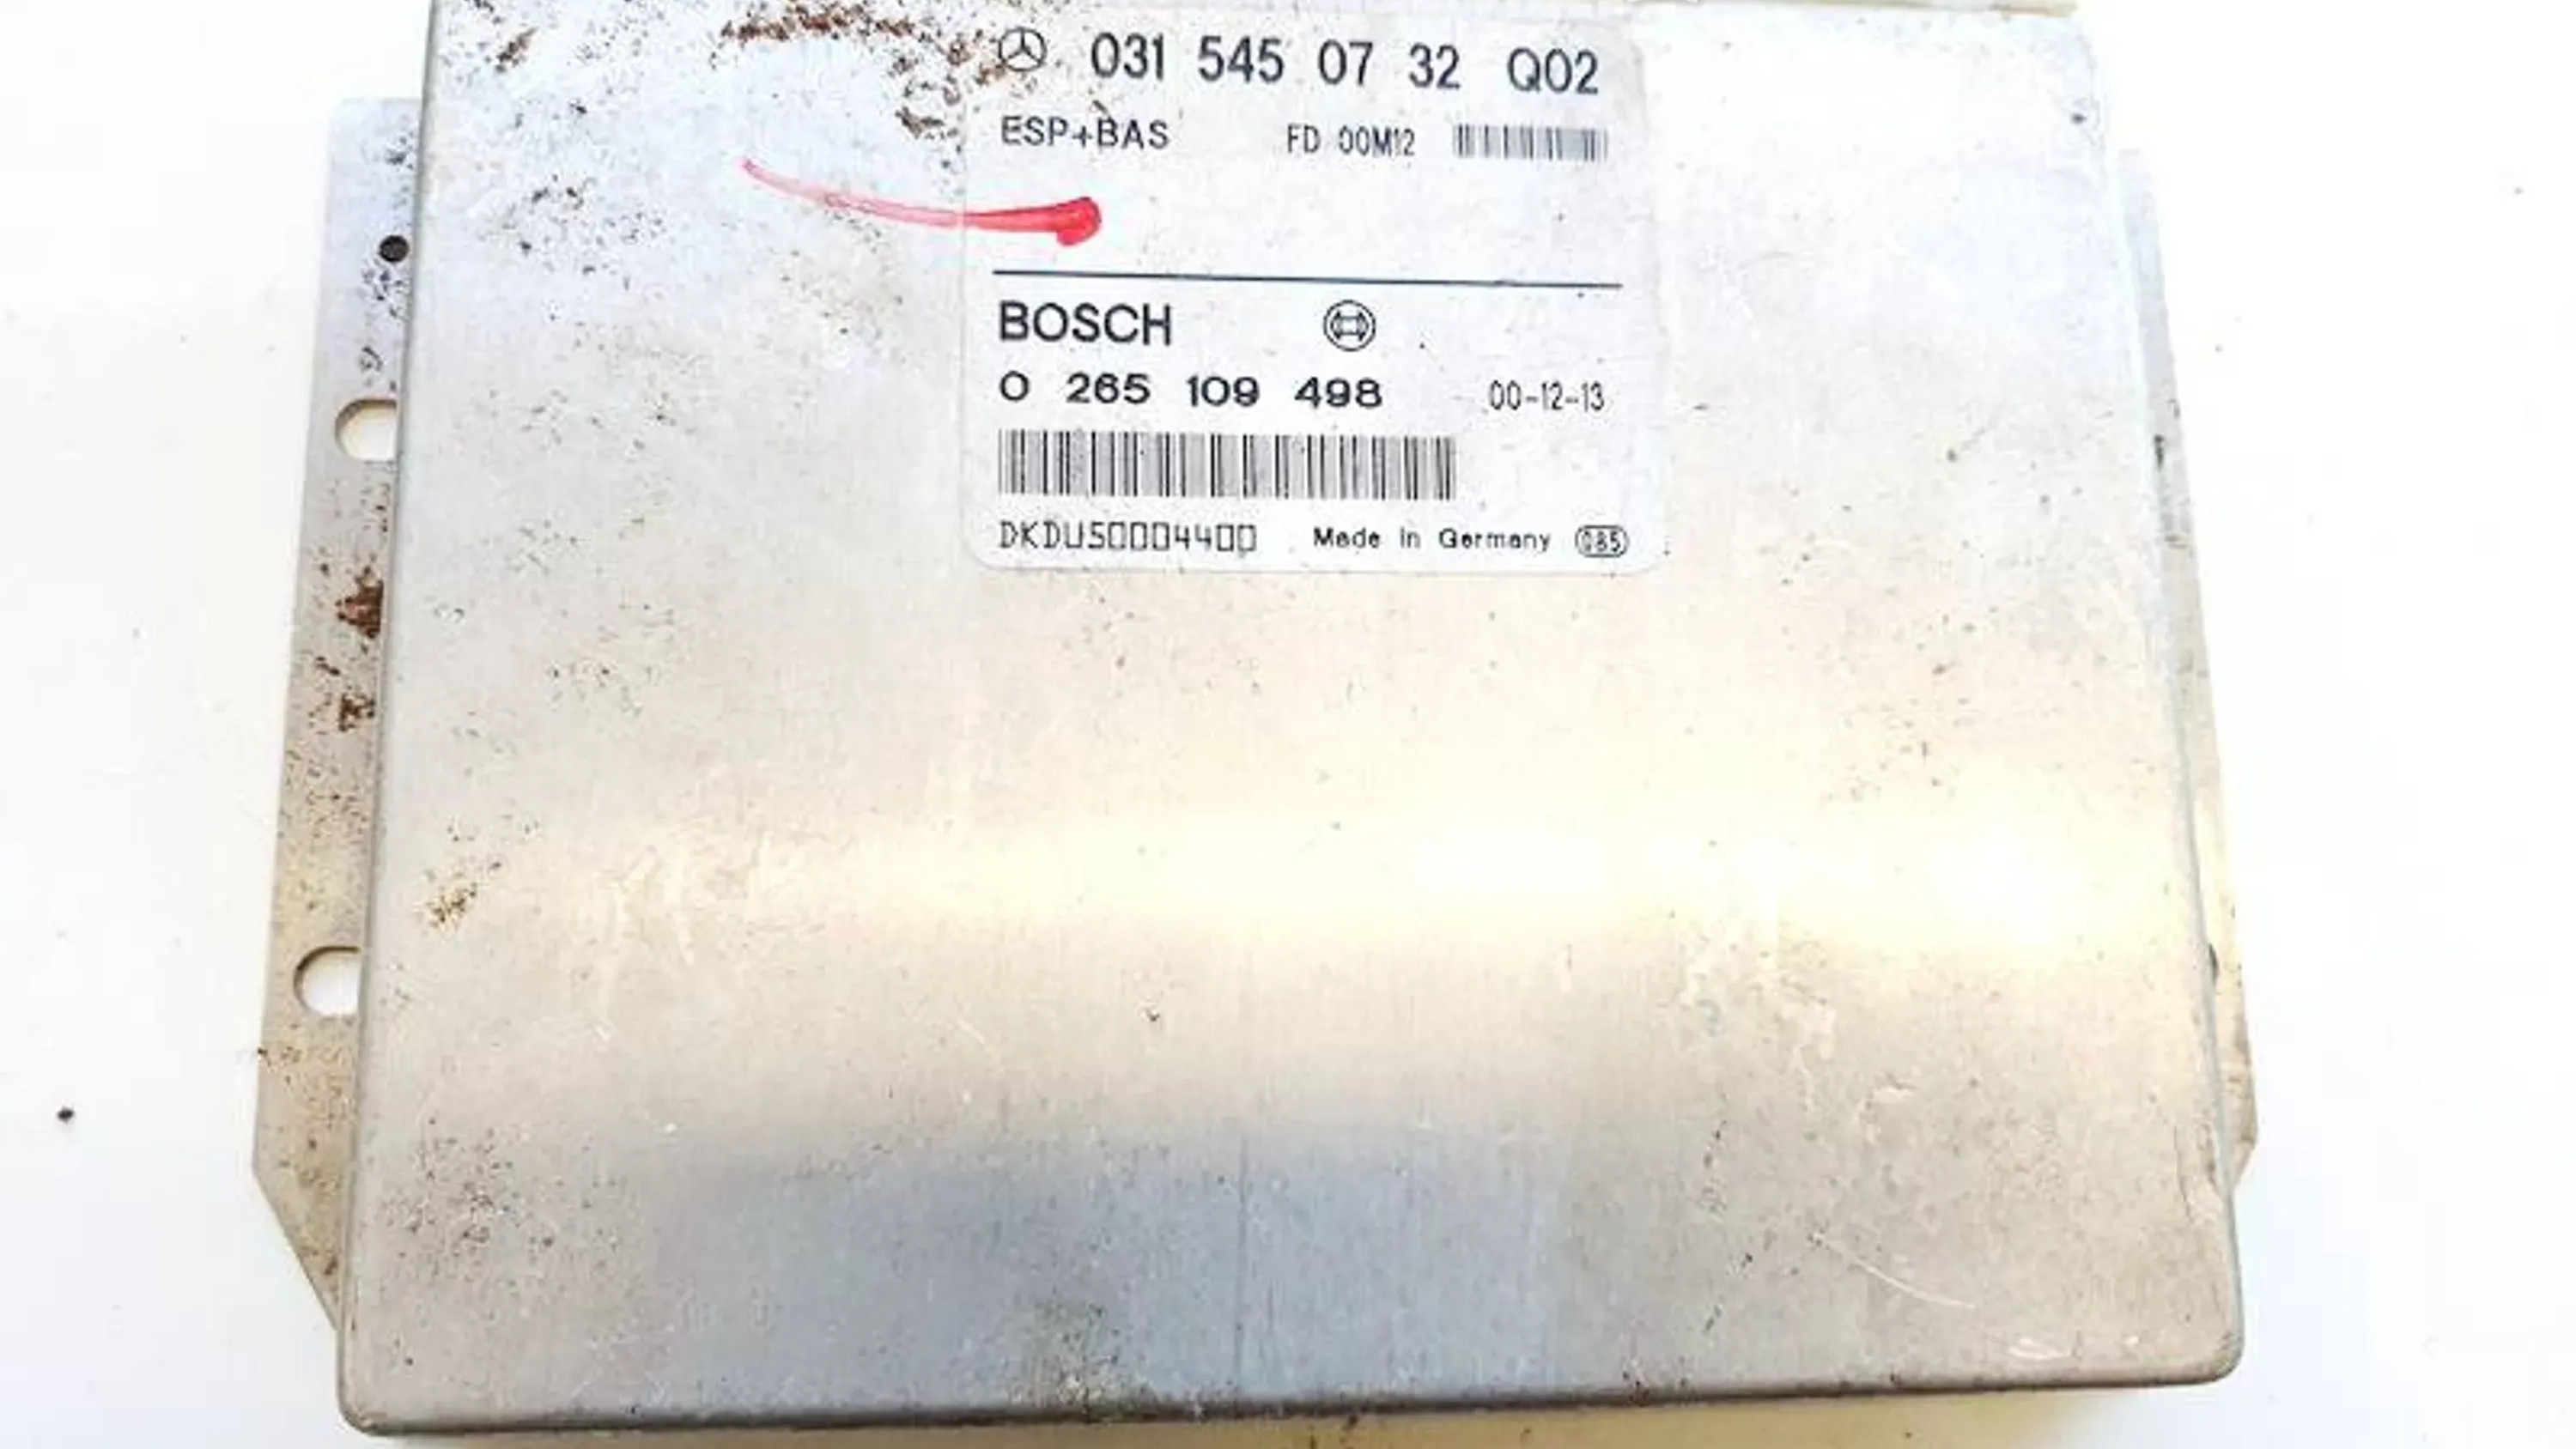 031 545 07 32 Q02
ESP+BAS FD 00M12
BOSCH
0 265 109 498 00-12-13
DKDU50004400 Made in Germany 085